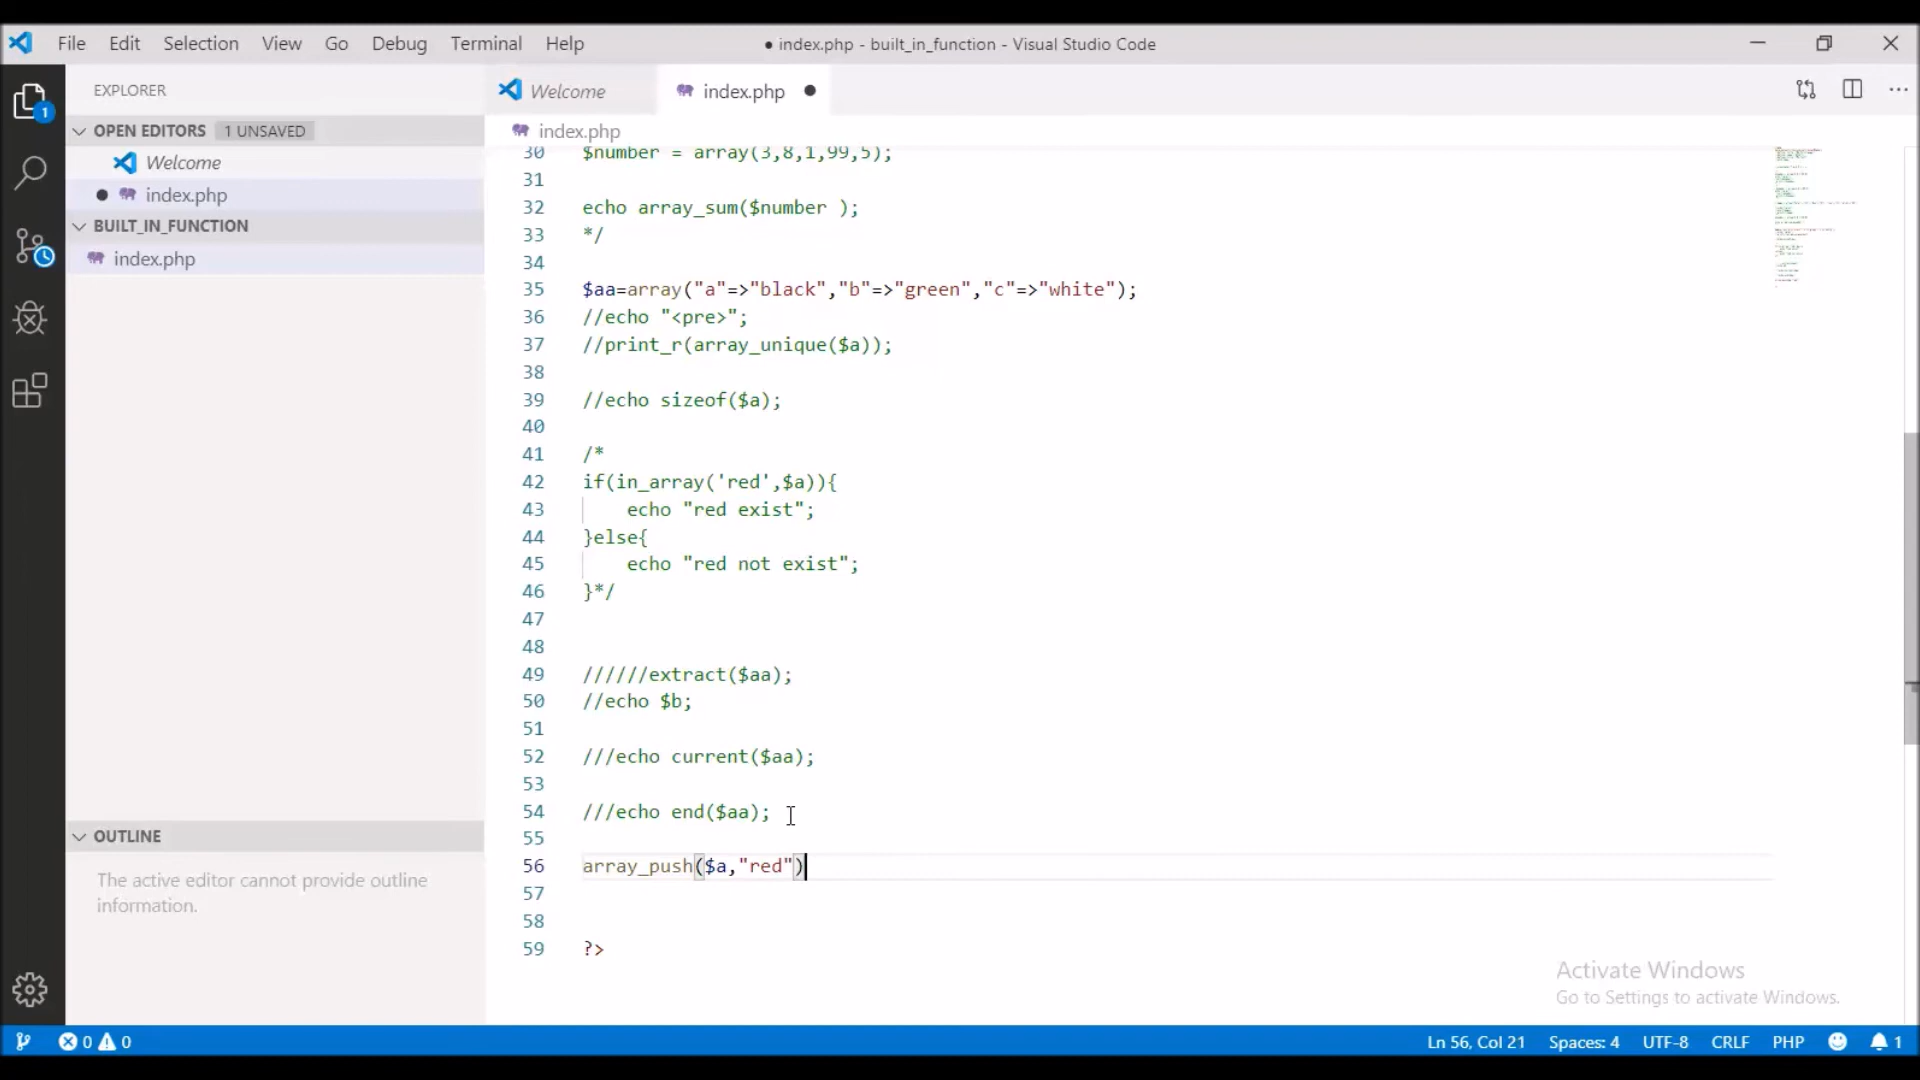 File Edit Selection View Go Debug Terminal Help ● index.php - built_in_function - Visual Studio Code
EXPLORER
Welcome
index.php
OPEN EDITORS 1 UNSAVED
Welcome
index.php
BUILT_IN_FUNCTION
index.php
OUTLINE
The active editor cannot provide outline
information.
1
index.php
30 $number = array(3,8,1,99,5);
31
32 echo array_sum($number );
33 */
34
35 $aa=array("a"=>"black","b"=>"green","c"=>"white");
36 //echo "<pre>";
37 //print_r(array_unique($a));
38
39 //echo sizeof($a);
40
41 /*
42 if(in_array('red',$a)){
43 echo "red exist";
44 }else{
45 echo "red not exist";
46 }*/
47
48
49 //////extract($aa);
50 //echo $b;
51
52 ///echo current($aa);
53
54 ///echo end($aa);
55
56 array_push($a,"red")
57
58
59 ?>
Activate Windows
Go to Settings to activate Windows.
0 0 Ln 56, Col 21 Spaces: 4 UTF-8 CRLF PHP 1